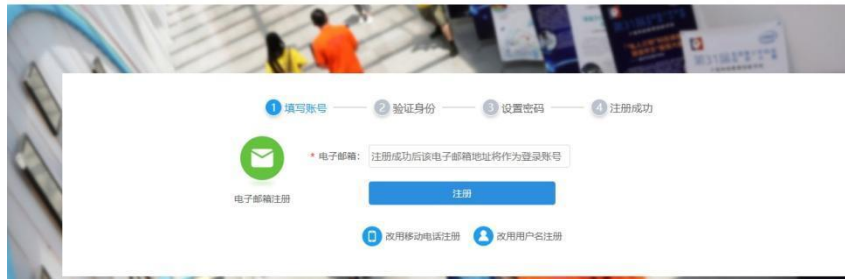 1 填写账号 2 验证身份 3 设置密码 4 注册成功
* 电子邮箱： 注册成功后该电子邮箱地址将作为登录账号
电子邮箱注册
注册
改用移动电话注册 改用用户名注册